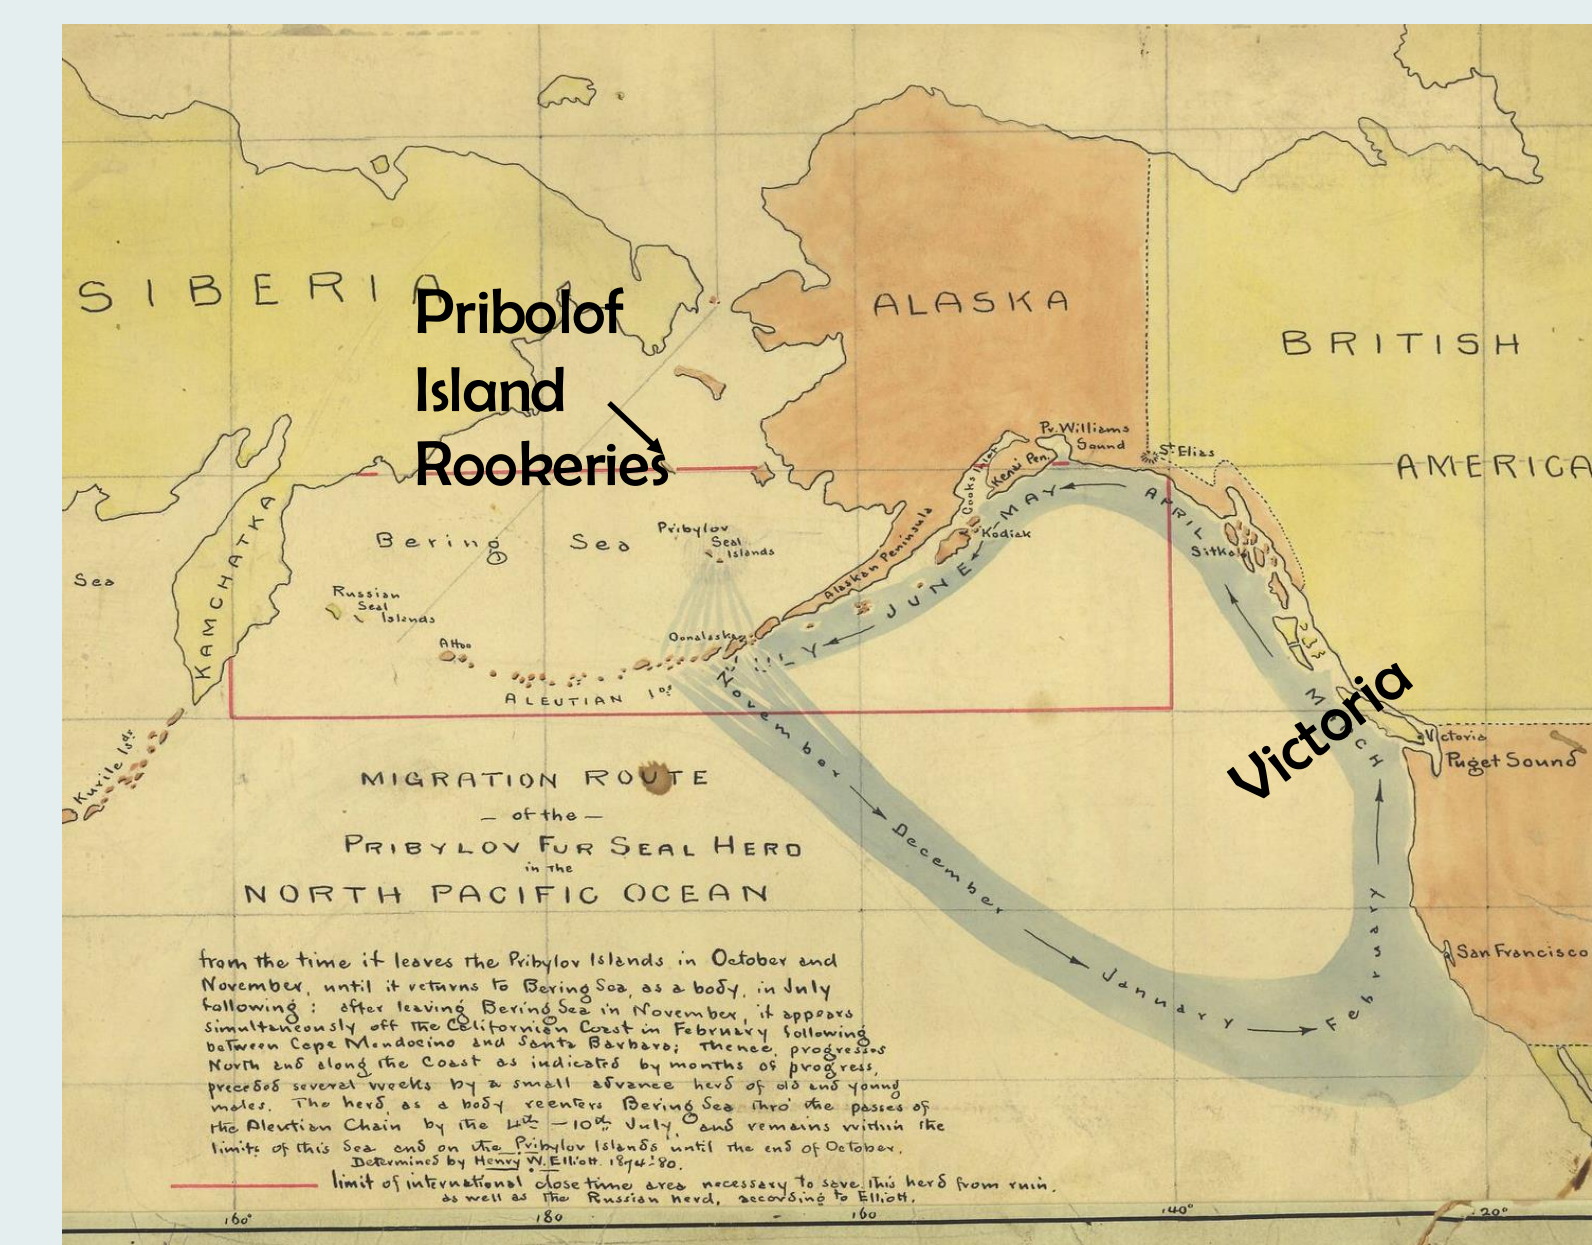 SIBERIA
Pribolof
Island
Rookeries
ALASKA
BRITISH
AMERICA
Pr. Williams
Sound
St Elias
Cooks Inlet
Kenai Pen.
Kodiak
Sitka
Alaskan Peninsula
KAMCHATKA
Sea
Bering Sea
Pribylov
Seal
Islands
Russian
Seal
Islands
Attoo
Oonalaska
ALEUTIAN Ids
Kurile Isds
MAY
APRIL
JUNE
LY
MCH
Victoria
Victoria
Puget Sound
San Francisco
November
December
January
February
MIGRATION ROUTE
— of the —
PRIBYLOV FUR SEAL HERD
in the
NORTH PACIFIC OCEAN
from the time it leaves the Pribylov Islands in October and
November, until it returns to Bering Sea, as a body, in July
following: after leaving Bering Sea in November, it appears
simultaneously off the Californian Coast in February following
between Cape Mendocino and Santa Barbara; thence, progresses
North and along the Coast as indicated by months of progress,
preceded several weeks by a small advance herd of old and young
males. The herd, as a body reenters Bering Sea thro' the passes of
the Aleutian Chain by the 4th — 10th July, and remains within the
limits of this Sea and on the Pribylov Islands until the end of October.
Determined by Henry W. Elliott. 1874-'80.
limit of international close time area necessary to save this herd from ruin,
as well as the Russian herd, according to Elliott.
160° 180 160 140° 120°